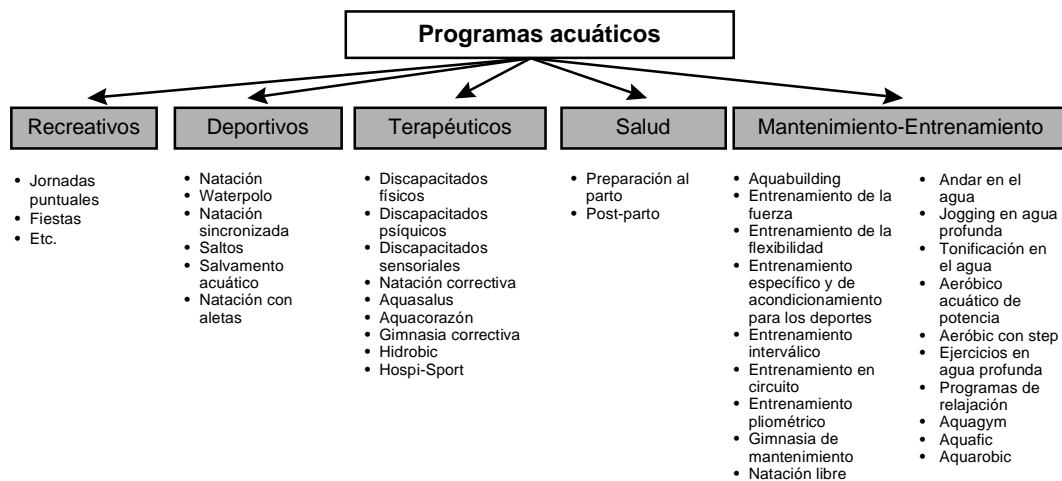 Programas acuáticos
Recreativos
• Jornadas
puntuales
• Fiestas
• Etc.
Deportivos
• Natación
• Waterpolo
• Natación
sincronizada
• Saltos
• Salvamento
acuático
• Natación con
aletas
Terapéuticos
• Discapacitados
físicos
• Discapacitados
psíquicos
• Discapacitados
sensoriales
• Natación correctiva
• Aquasalus
• Aquacorazón
• Gimnasia correctiva
• Hidrobic
• Hospi-Sport
Salud
• Preparación al
parto
• Post-parto
Mantenimiento-Entrenamiento
• Aquabuilding
• Entrenamiento de la
fuerza
• Entrenamiento de la
flexibilidad
• Entrenamiento
específico y de
acondicionamiento
para los deportes
• Entrenamiento
interválico
• Entrenamiento en
circuito
• Entrenamiento
pliométrico
• Gimnasia de
mantenimiento
• Natación libre
• Andar en el
agua
• Jogging en agua
profunda
• Tonificación en
el agua
• Aeróbico
acuático de
potencia
• Aeróbic con step
• Ejercicios en
agua profunda
• Programas de
relajación
• Aquagym
• Aquafic
• Aquarobic